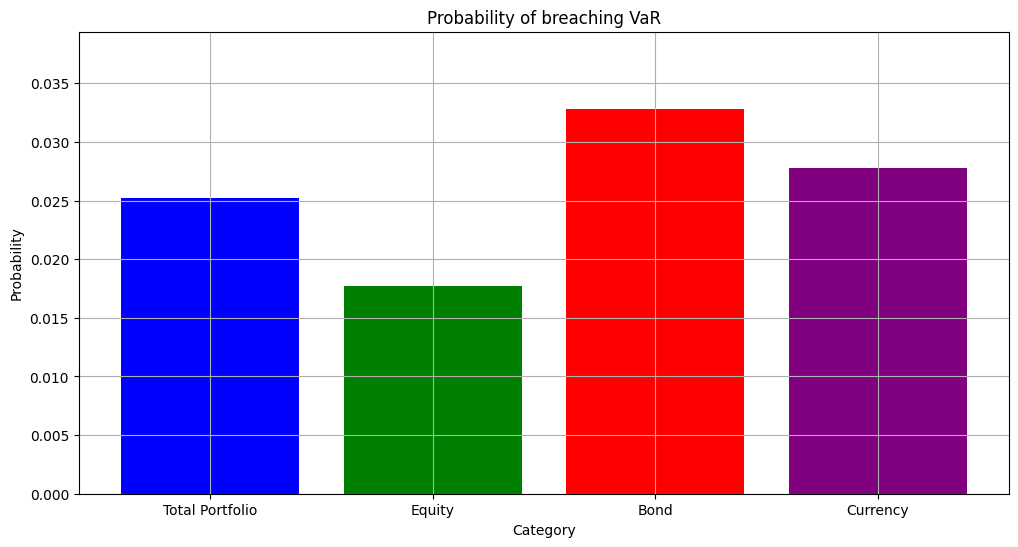 Probability of breaching VaR
Probability
0.035
0.030
0.025
0.020
0.015
0.010
0.005
0.000
Total Portfolio
Equity
Bond
Currency
Category